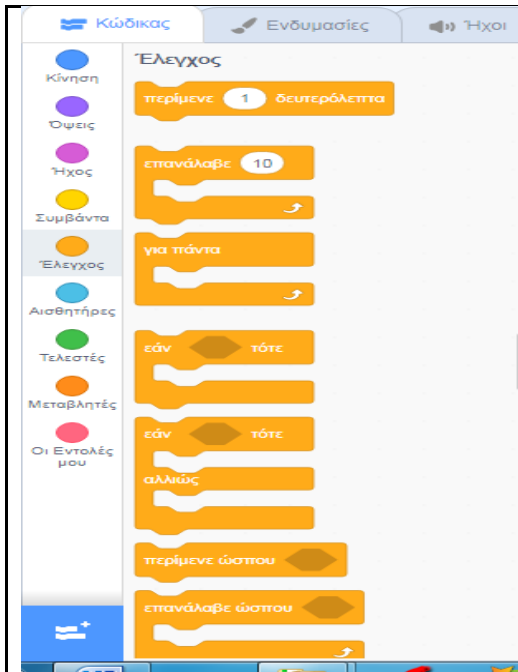 Κώδικας Ενδυμασίες Ήχοι
Κίνηση
Όψεις
Ήχος
Συμβάντα
Έλεγχος
Αισθητήρες
Τελεστές
Μεταβλητές
Οι Εντολές
μου
Έλεγχος
περίμενε 1 δευτερόλεπτα
επανάλαβε 10
για πάντα
εάν τότε
εάν τότε
αλλιώς
περίμενε ώσπου
επανάλαβε ώσπου